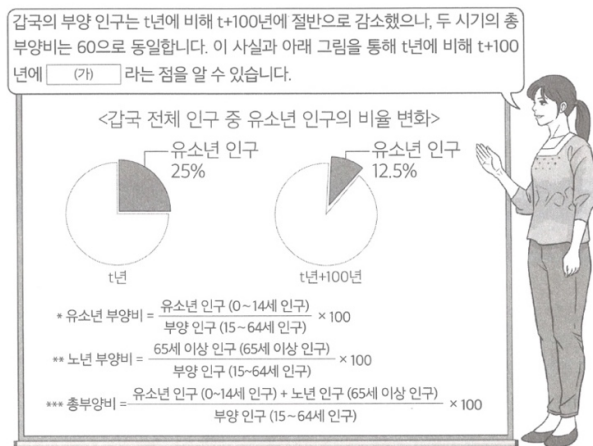 갑국의 부양 인구는 t년에 비해 t+100년에 절반으로 감소했으나, 두 시기의 총
부양비는 60으로 동일합니다. 이 사실과 아래 그림을 통해 t년에 비해 t+100
년에 (가) 라는 점을 알 수 있습니다.
<갑국 전체 인구 중 유소년 인구의 비율 변화>
유소년 인구
25%
t년
유소년 인구
12.5%
t년+100년
* 유소년 부양비 = 유소년 인구 (0~14세 인구) / 부양 인구 (15~64세 인구) × 100
** 노년 부양비 = 65세 이상 인구 (65세 이상 인구) / 부양 인구 (15~64세 인구) × 100
*** 총부양비 = 유소년 인구 (0~14세 인구) + 노년 인구 (65세 이상 인구) / 부양 인구 (15~64세 인구) × 100